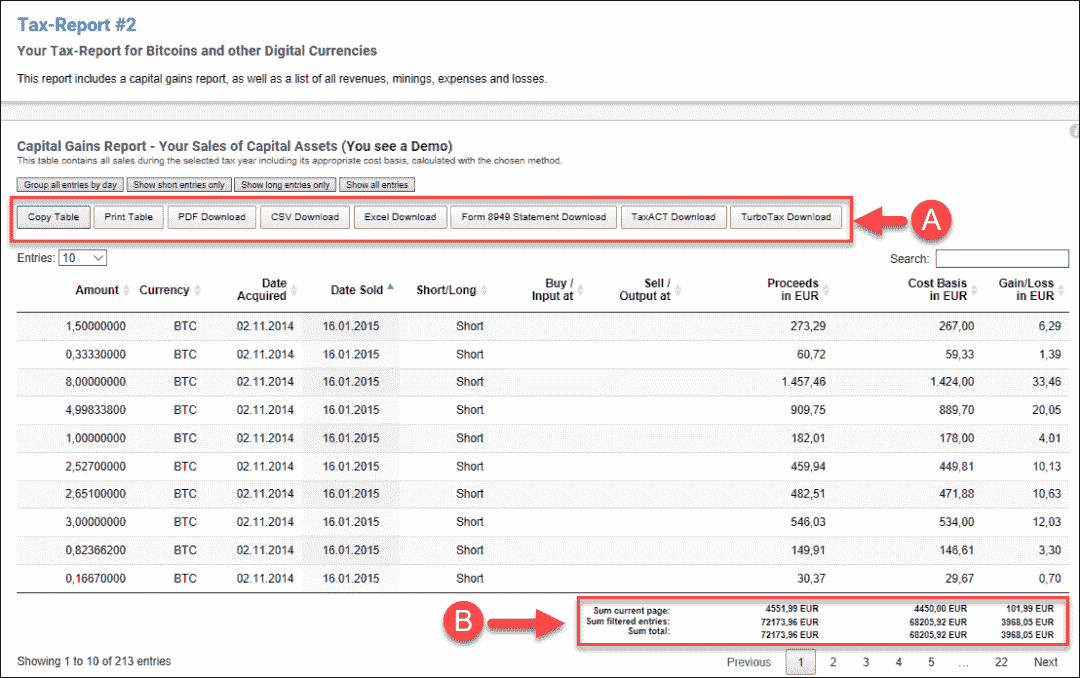 Tax-Report #2
Your Tax-Report for Bitcoins and other Digital Currencies
This report includes a capital gains report, as well as a list of all revenues, minings, expenses and losses.
Capital Gains Report - Your Sales of Capital Assets (You see a Demo)
This table contains all sales during the selected tax year including its appropriate cost basis, calculated with the chosen method.
Group all entries by day Show short entries only Show long entries only Show all entries
Copy Table Print Table PDF Download CSV Download Excel Download Form 8949 Statement Download TaxACT Download TurboTax Download
A
Entries: 10 Search:
Amount Currency Date Acquired Date Sold Short/Long Buy / Input at Sell / Output at Proceeds in EUR Cost Basis in EUR Gain/Loss in EUR
1,50000000 BTC 02.11.2014 16.01.2015 Short 273,29 267,00 6,29
0,33330000 BTC 02.11.2014 16.01.2015 Short 60,72 59,33 1,39
8,00000000 BTC 02.11.2014 16.01.2015 Short 1.457,46 1.424,00 33,46
4,99833800 BTC 02.11.2014 16.01.2015 Short 909,75 889,70 20,05
1,00000000 BTC 02.11.2014 16.01.2015 Short 182,01 178,00 4,01
2,52700000 BTC 02.11.2014 16.01.2015 Short 459,94 449,81 10,13
2,65100000 BTC 02.11.2014 16.01.2015 Short 482,51 471,88 10,63
3,00000000 BTC 02.11.2014 16.01.2015 Short 546,03 534,00 12,03
0,82366200 BTC 02.11.2014 16.01.2015 Short 149,91 146,61 3,30
0,16670000 BTC 02.11.2014 16.01.2015 Short 30,37 29,67 0,70
B
Sum current page: 4551,99 EUR 4450,00 EUR 101,99 EUR
Sum filtered entries: 72173,96 EUR 68205,92 EUR 3968,05 EUR
Sum total: 72173,96 EUR 68205,92 EUR 3968,05 EUR
Showing 1 to 10 of 213 entries Previous 1 2 3 4 5 … 22 Next